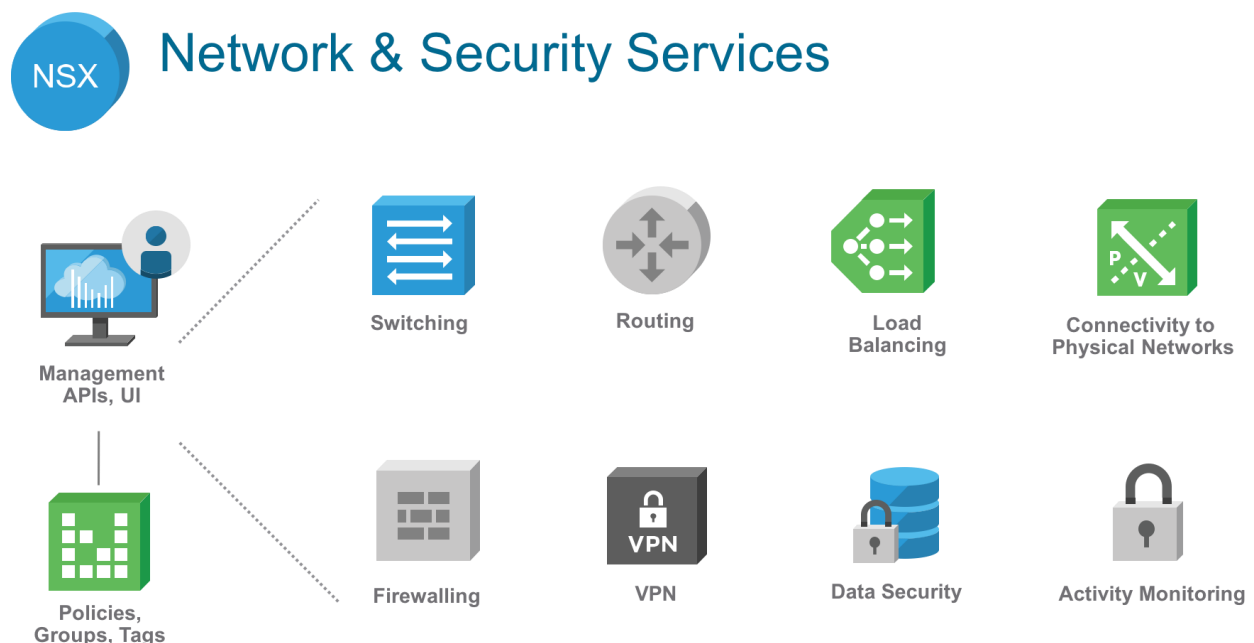 NSX
Network & Security Services
Management
APIs, UI
Policies,
Groups, Tags
Switching
Routing
Load
Balancing
P
V
Connectivity to
Physical Networks
Firewalling
VPN
VPN
Data Security
Activity Monitoring